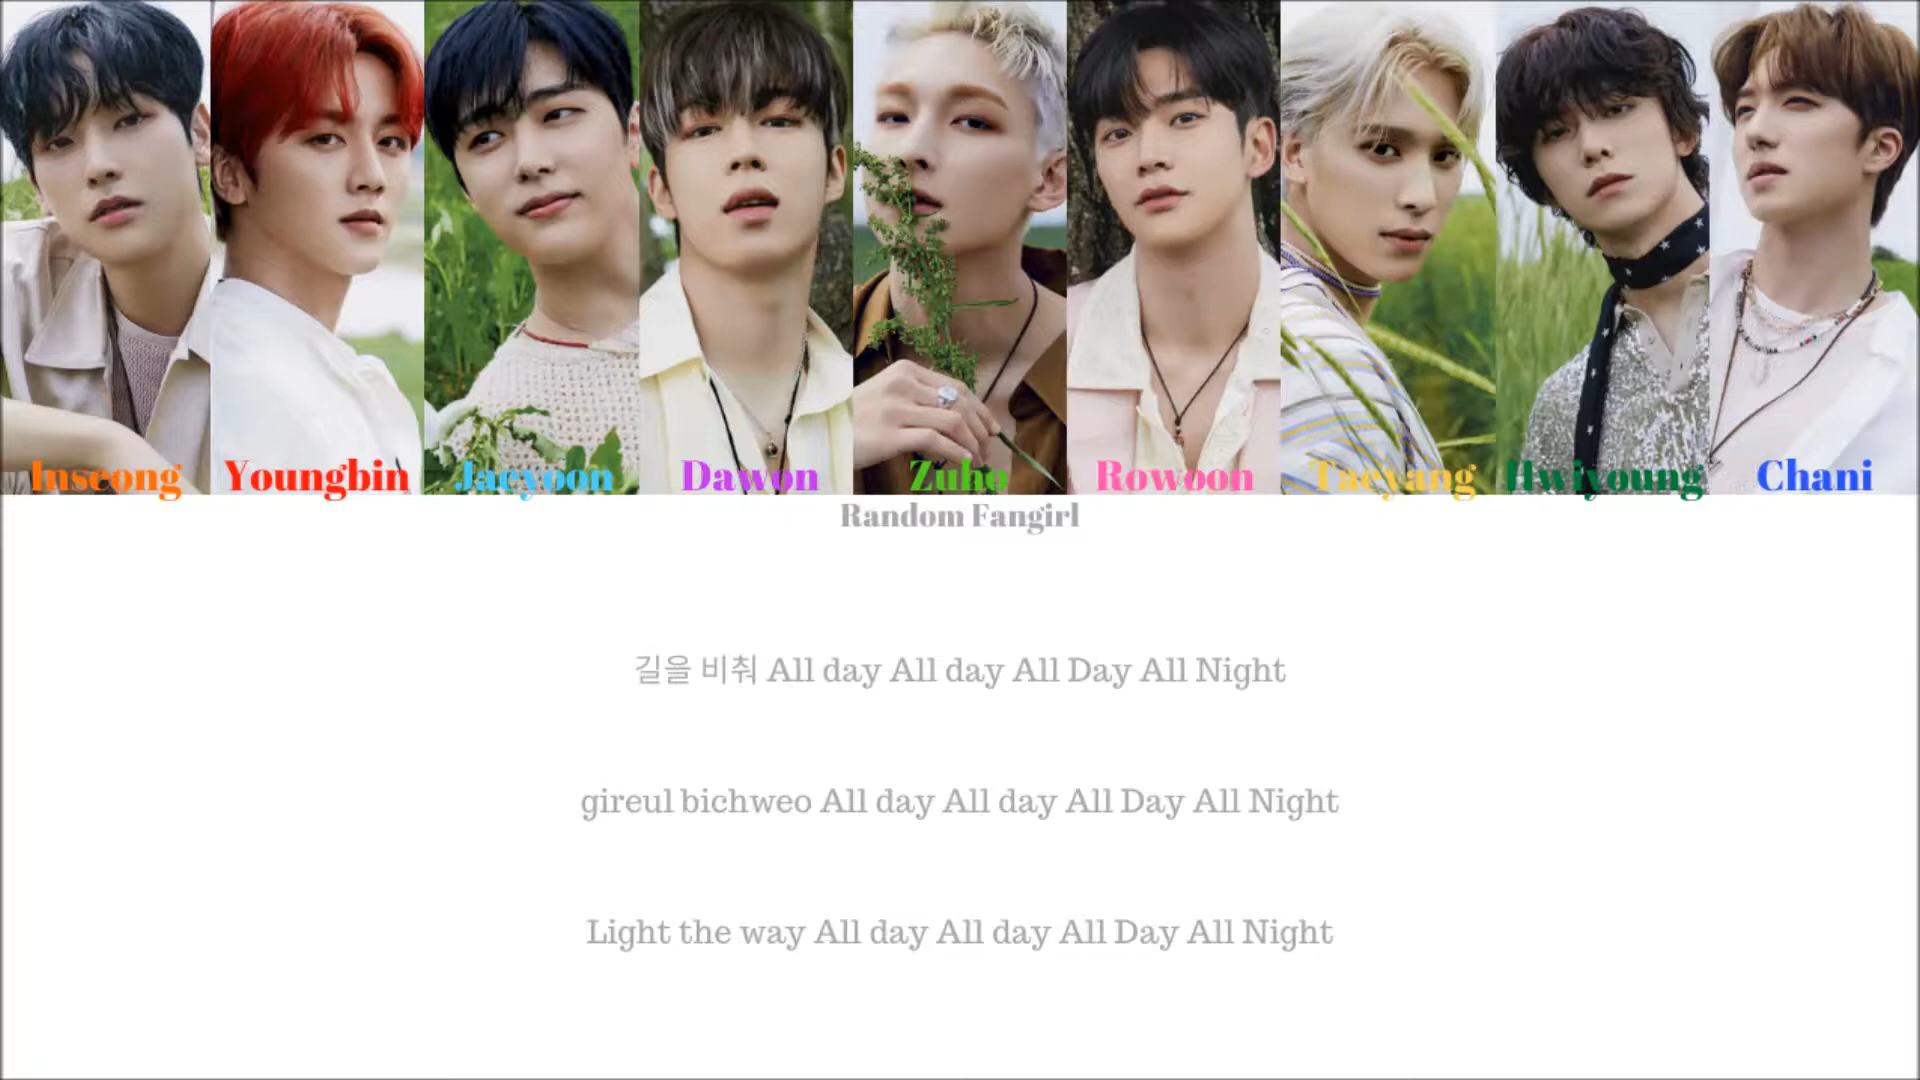 Inseong Youngbin Jaeyoon Dawon Zuho Rowoon Taeyang Hwiyoung Chani
Random Fangirl
길을 비춰 All day All day All Day All Night
gireul bichweo All day All day All Day All Night
Light the way All day All day All Day All Night